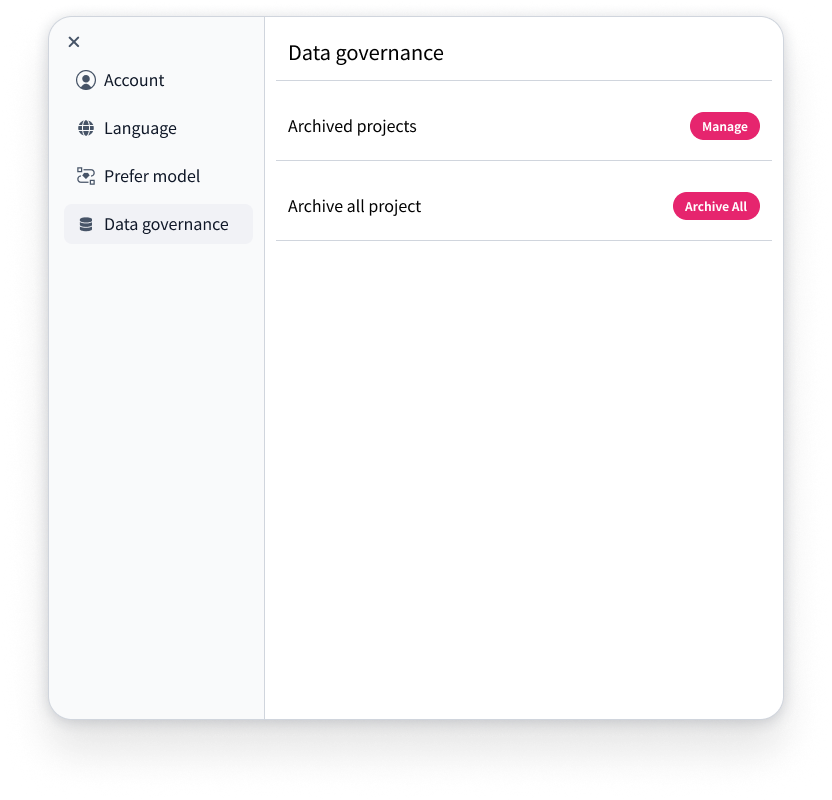 Account
Language
Prefer model
Data governance
Data governance
Archived projects
Manage
Archive all project
Archive All